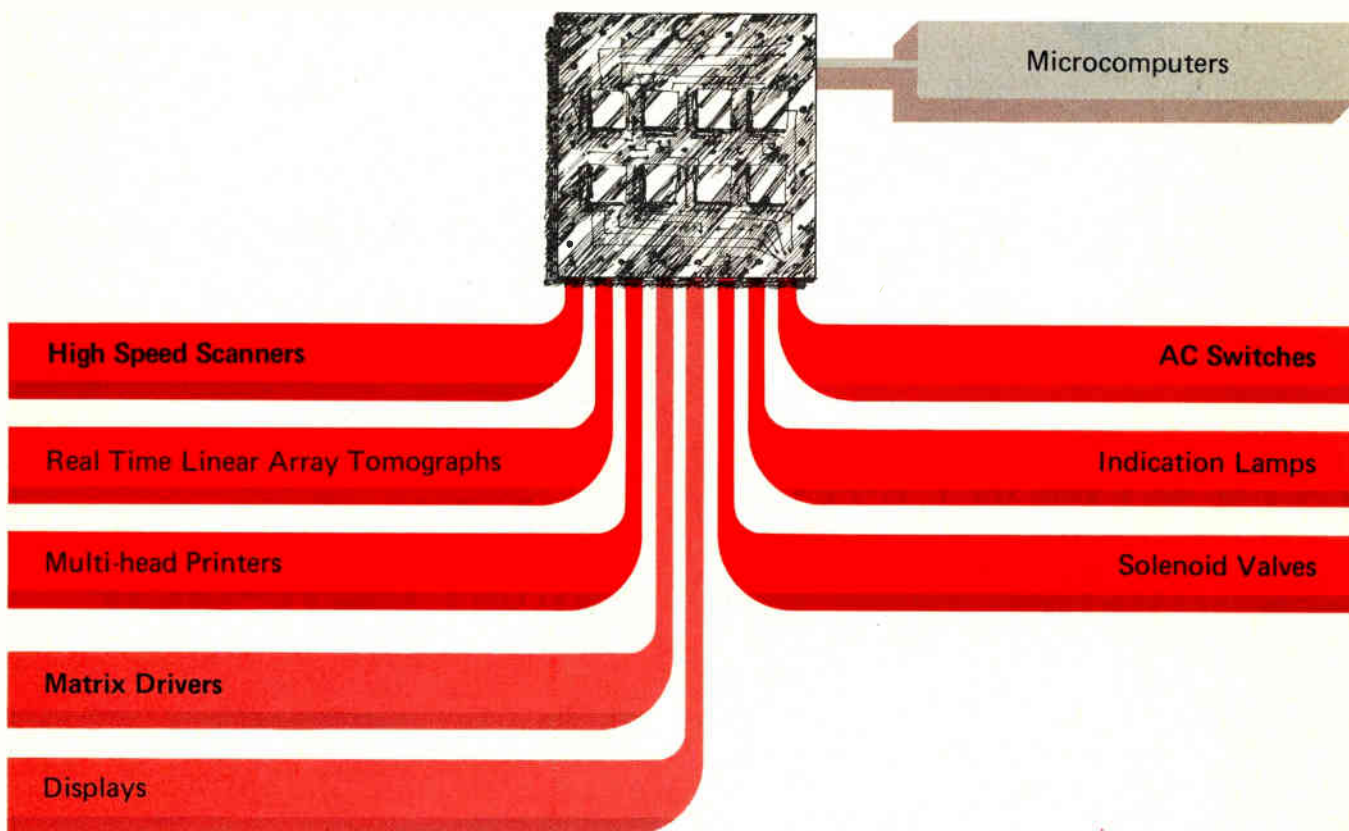 Microcomputers
High Speed Scanners
Real Time Linear Array Tomographs
Multi-head Printers
Matrix Drivers
Displays
AC Switches
Indication Lamps
Solenoid Valves